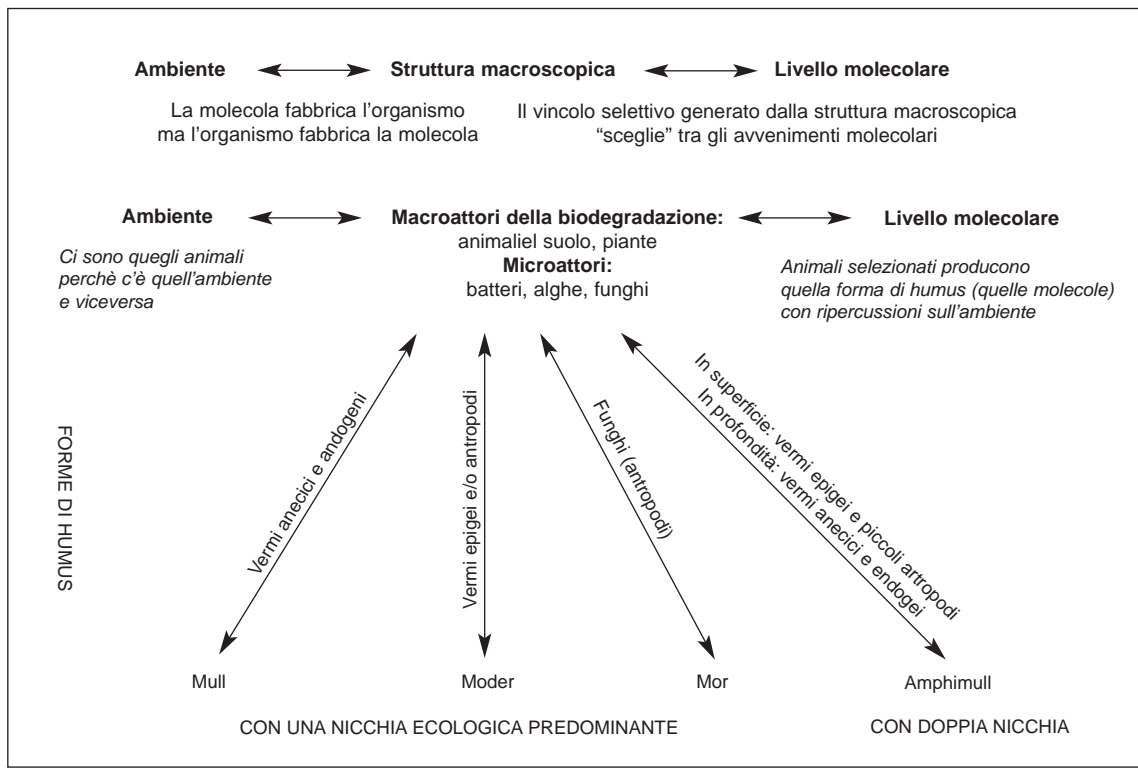 Ambiente Struttura macroscopica Livello molecolare
La molecola fabbrica l'organismo
ma l'organismo fabbrica la molecola
Il vincolo selettivo generato dalla struttura macroscopica
“sceglie” tra gli avvenimenti molecolari
Ambiente Macroattori della biodegradazione: Livello molecolare
animaliel suolo, piante
Microattori:
batteri, alghe, funghi
Ci sono quegli animali
perchè c'è quell'ambiente
e viceversa
Animali selezionati producono
quella forma di humus (quelle molecole)
con ripercussioni sull'ambiente
FORME DI HUMUS
Vermi anecici e andogeni
Vermi epigei e/o antropodi
Funghi (antropodi)
In superficie: vermi epigei e piccoli artropodi
In profondità: vermi anecici e endogei
Mull Moder Mor Amphimull
CON UNA NICCHIA ECOLOGICA PREDOMINANTE CON DOPPIA NICCHIA